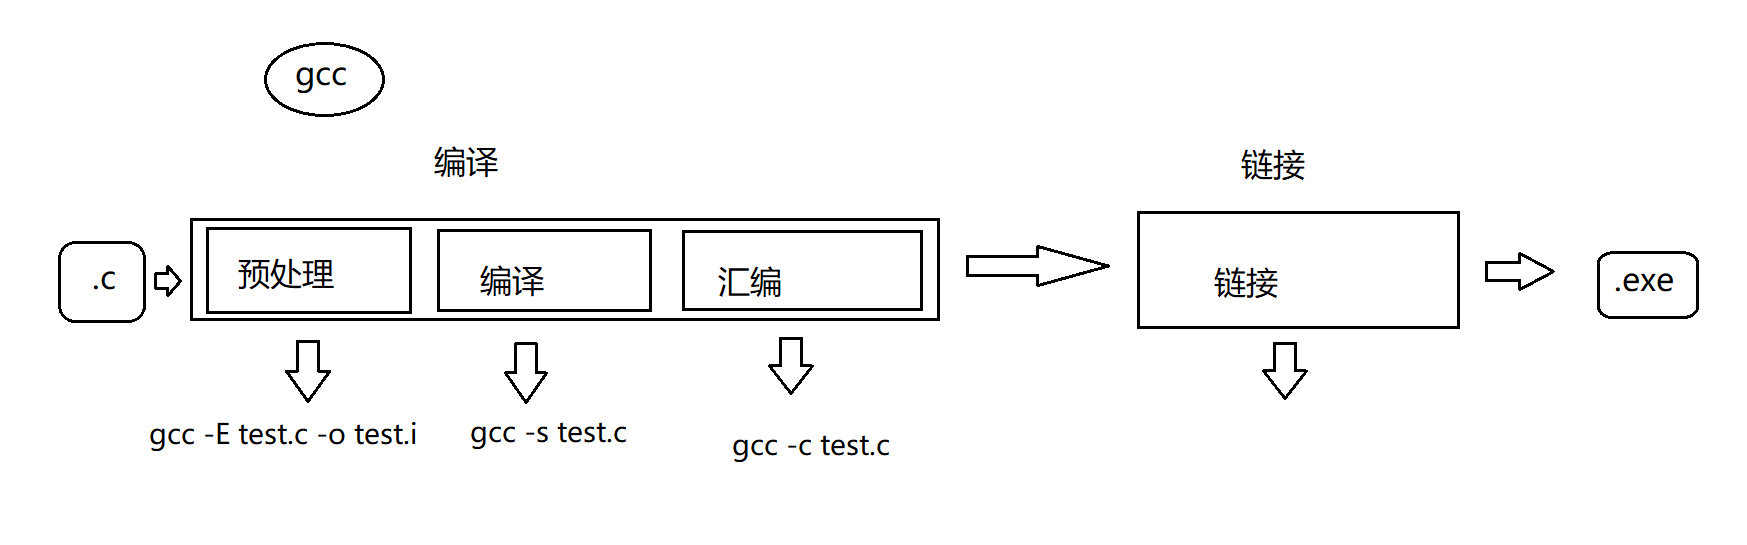 gcc
编译
链接
.c
预处理
编译
汇编
链接
.exe
gcc -E test.c -o test.i
gcc -s test.c
gcc -c test.c